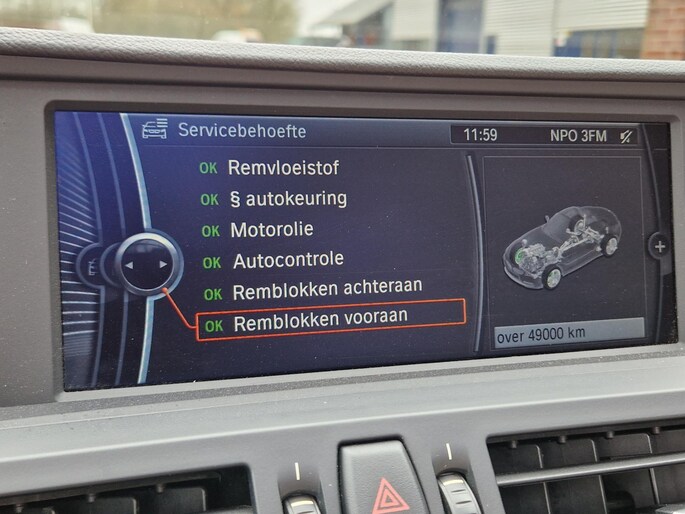 Servicebehoefte
11:59
NPO 3FM
OK Remvloeistof
OK § autokeuring
OK Motorolie
OK Autocontrole
OK Remblokken achteraan
OK Remblokken vooraan
over 49000 km